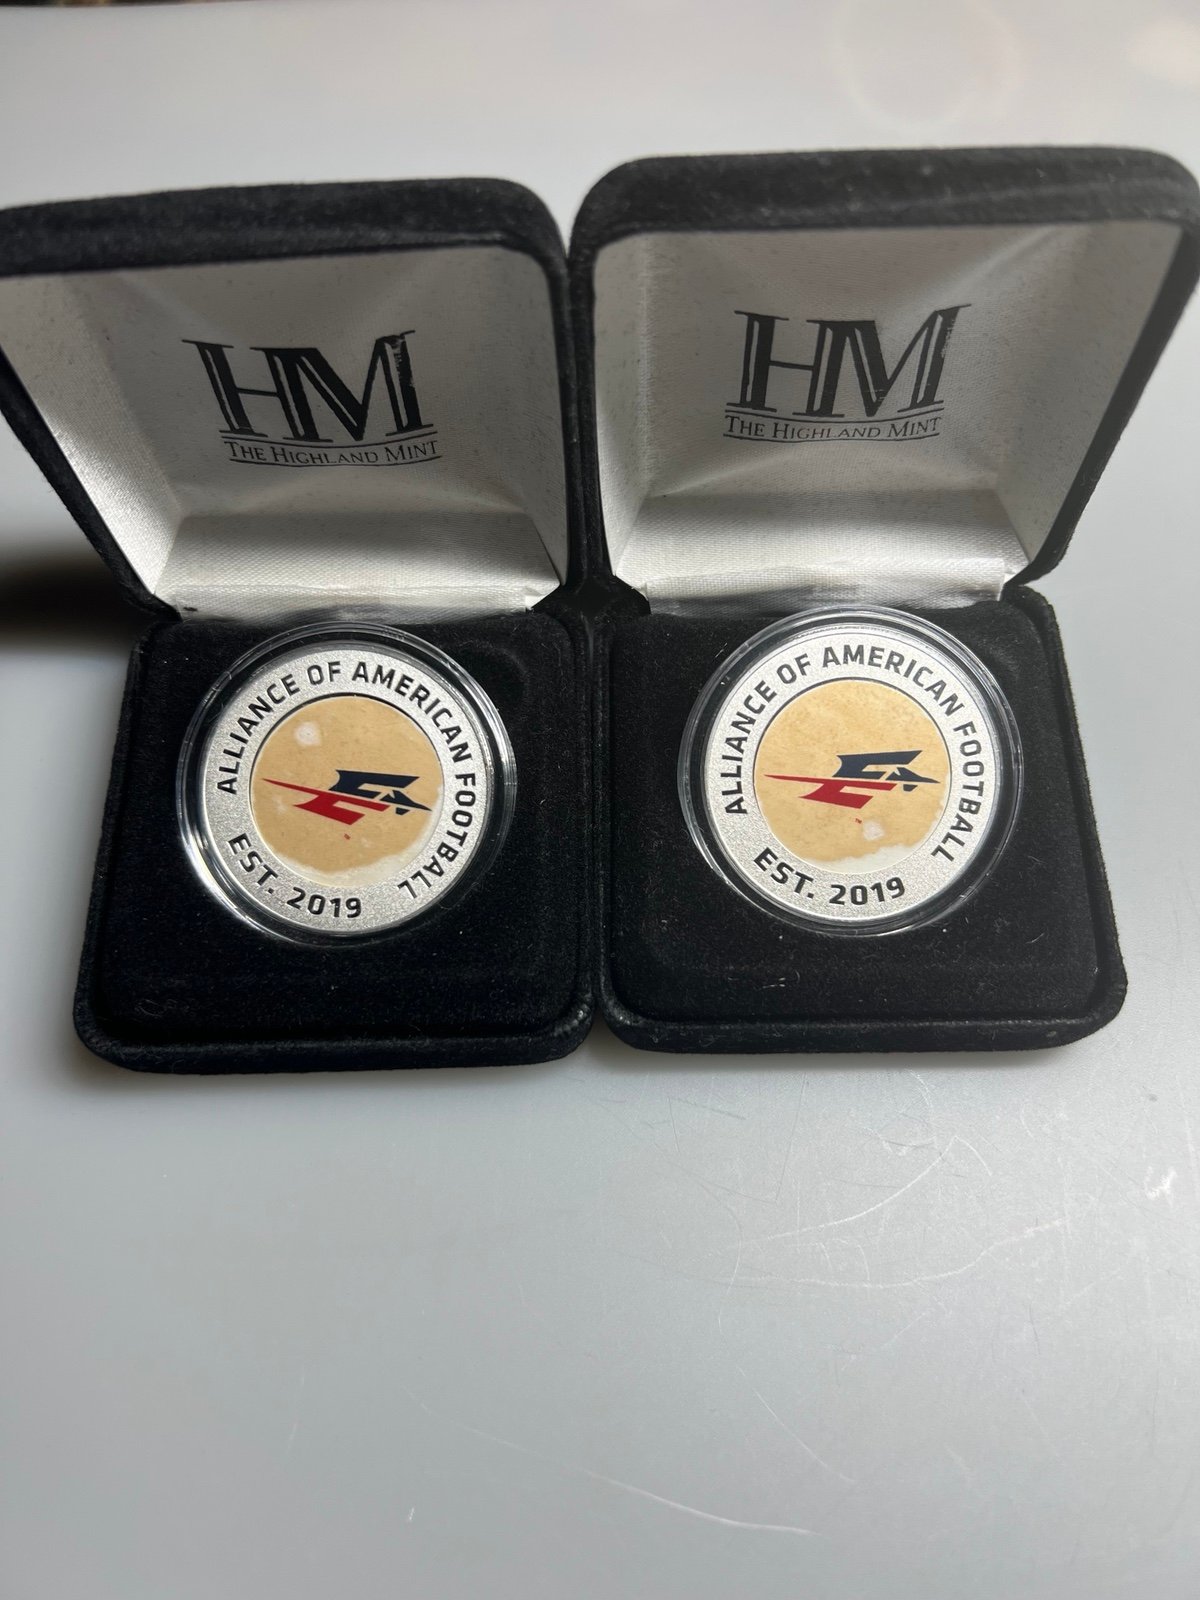 HM
THE HIGHLAND MINT
HM
THE HIGHLAND MINT
ALLIANCE OF AMERICAN FOOTBALL
EST. 2019
ALLIANCE OF AMERICAN FOOTBALL
EST. 2019